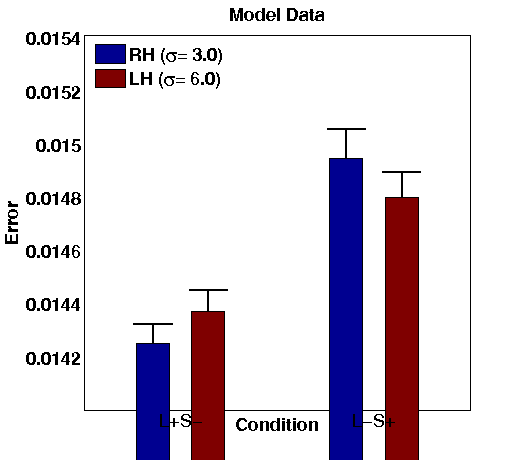 Model Data
0.0154
0.0152
0.015
0.0148
0.0146
0.0144
0.0142
Error
RH (σ= 3.0)
LH (σ= 6.0)
L+S−
L−S+
Condition